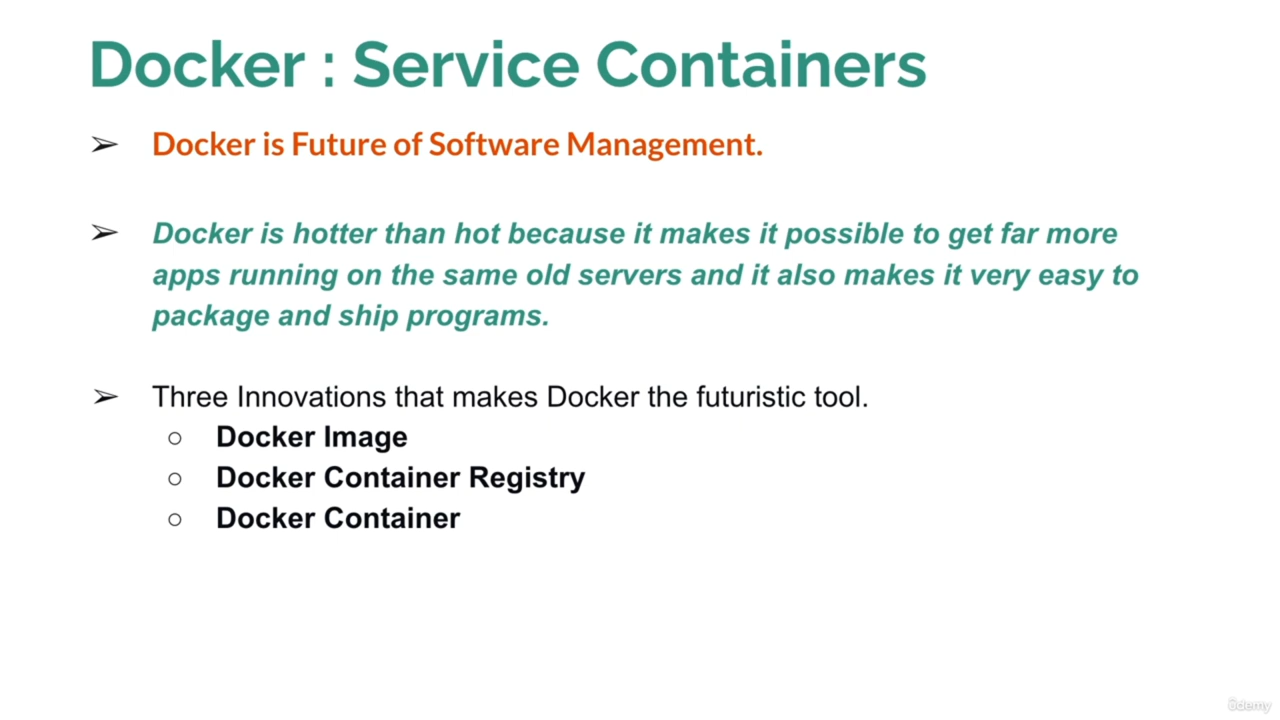 Docker : Service Containers
➢ Docker is Future of Software Management.
➢ Docker is hotter than hot because it makes it possible to get far more
apps running on the same old servers and it also makes it very easy to
package and ship programs.
➢ Three Innovations that makes Docker the futuristic tool.
○ Docker Image
○ Docker Container Registry
○ Docker Container
ûdemy